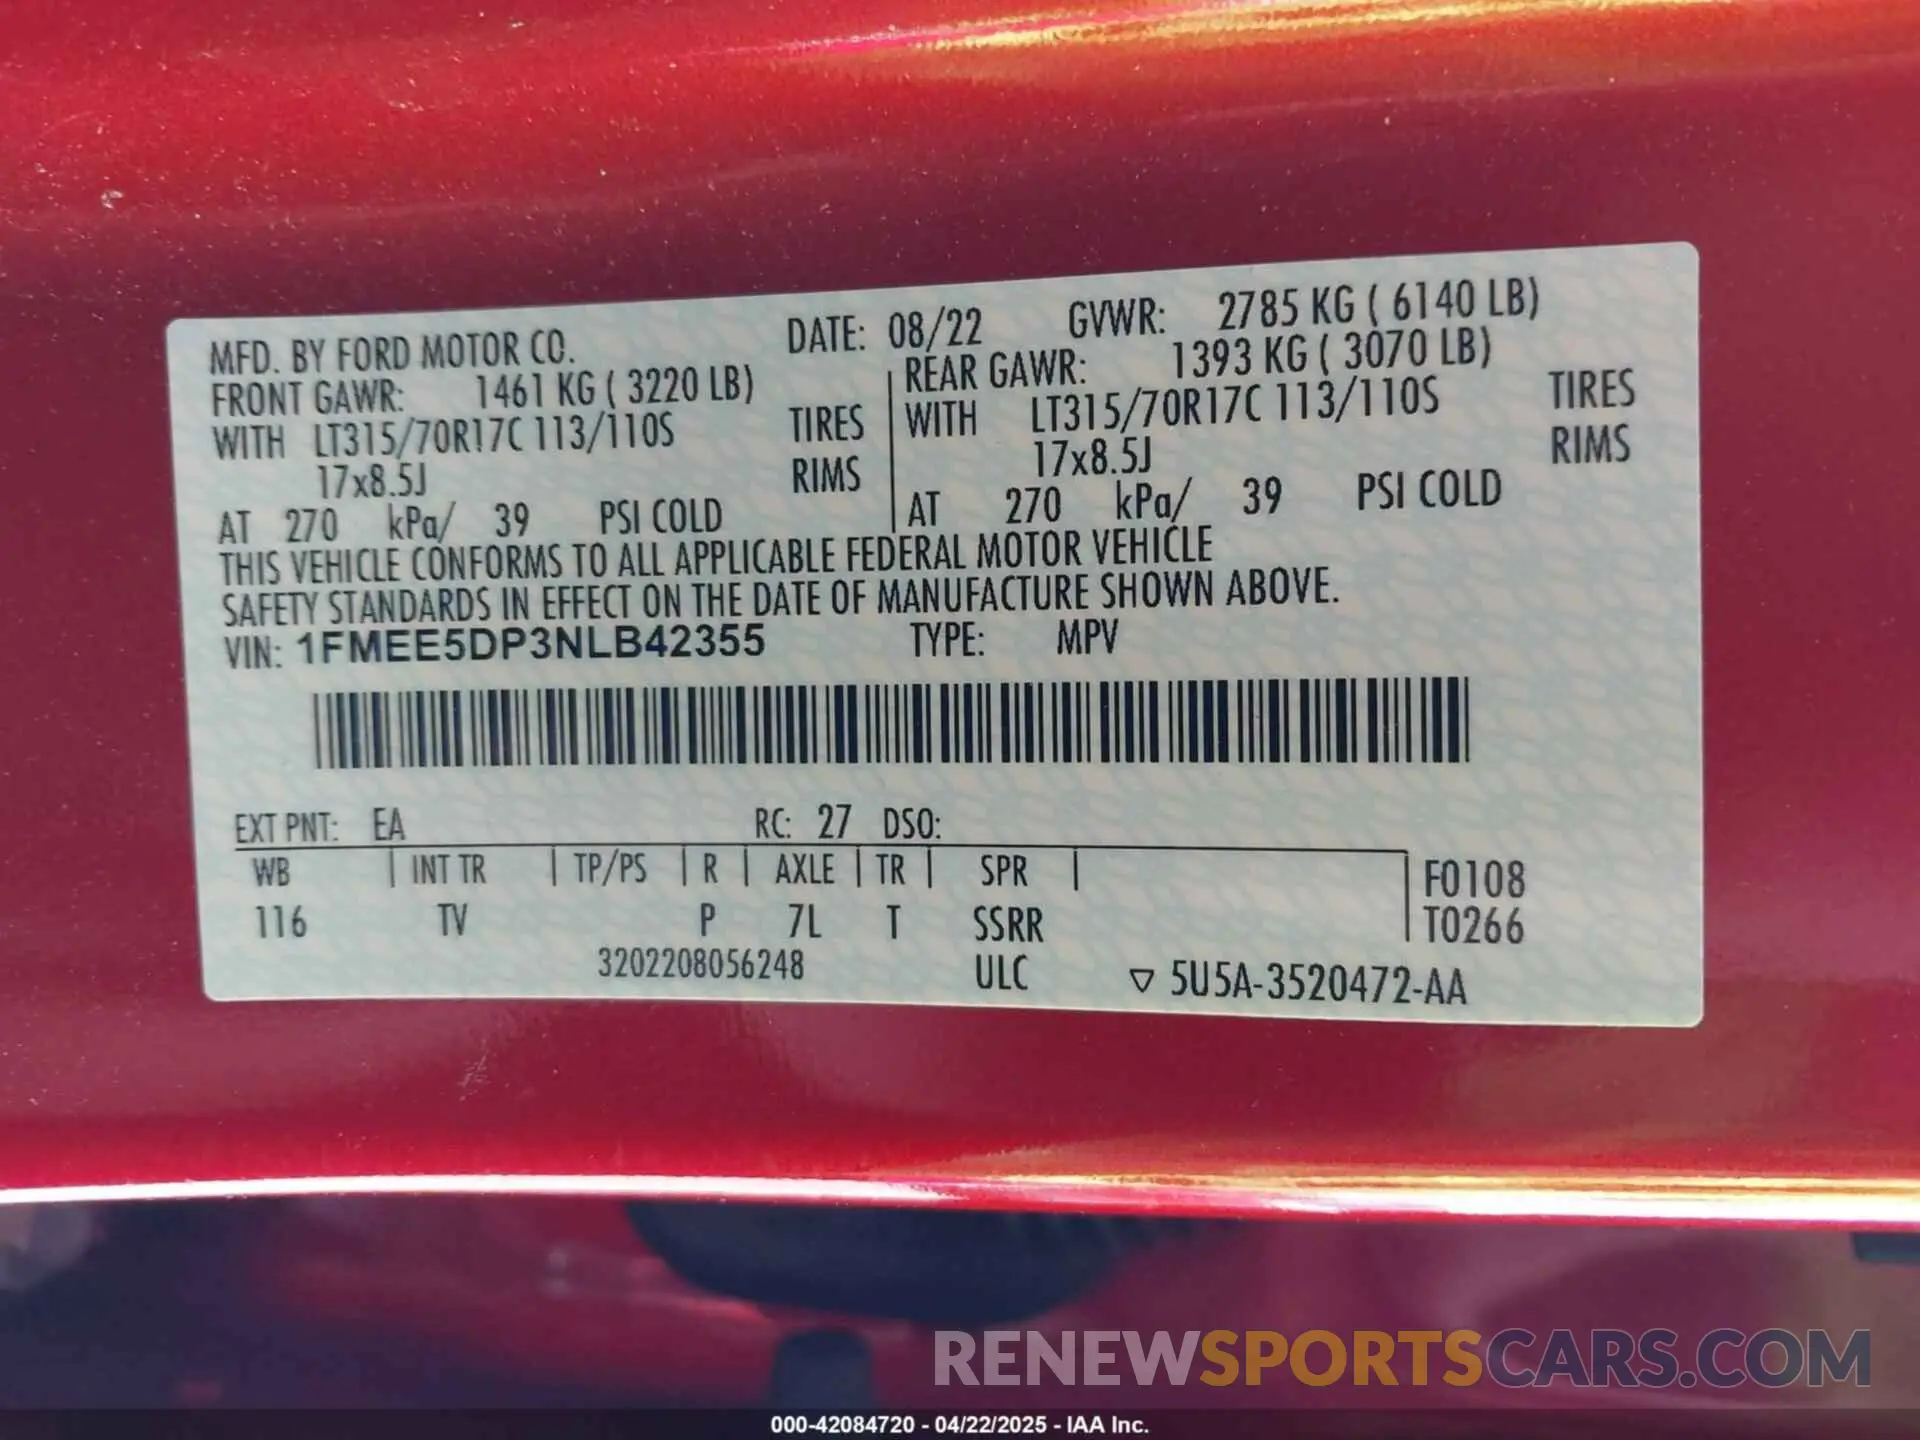 MFD. BY FORD MOTOR CO.
DATE: 08/22 GVWR: 2785 KG ( 6140 LB)
FRONT GAWR: 1461 KG ( 3220 LB)
WITH LT315/70R17C 113/110S TIRES
17x8.5J RIMS
AT 270 kPa/ 39 PSI COLD
REAR GAWR: 1393 KG ( 3070 LB)
WITH LT315/70R17C 113/110S TIRES
17x8.5J RIMS
AT 270 kPa/ 39 PSI COLD
THIS VEHICLE CONFORMS TO ALL APPLICABLE FEDERAL MOTOR VEHICLE
SAFETY STANDARDS IN EFFECT ON THE DATE OF MANUFACTURE SHOWN ABOVE.
VIN: 1FMEE5DP3NLB42355 TYPE: MPV
EXT PNT: EA RC: 27 DSO:
WB | INT TR | TP/PS | R | AXLE | TR | SPR |
116 TV P 7L T SSRR
F0108
T0266
3202208056248 ULC ▽ 5U5A-3520472-AA
RENEWSPORTSCARS.COM
000-42084720 - 04/22/2025 - IAA Inc.